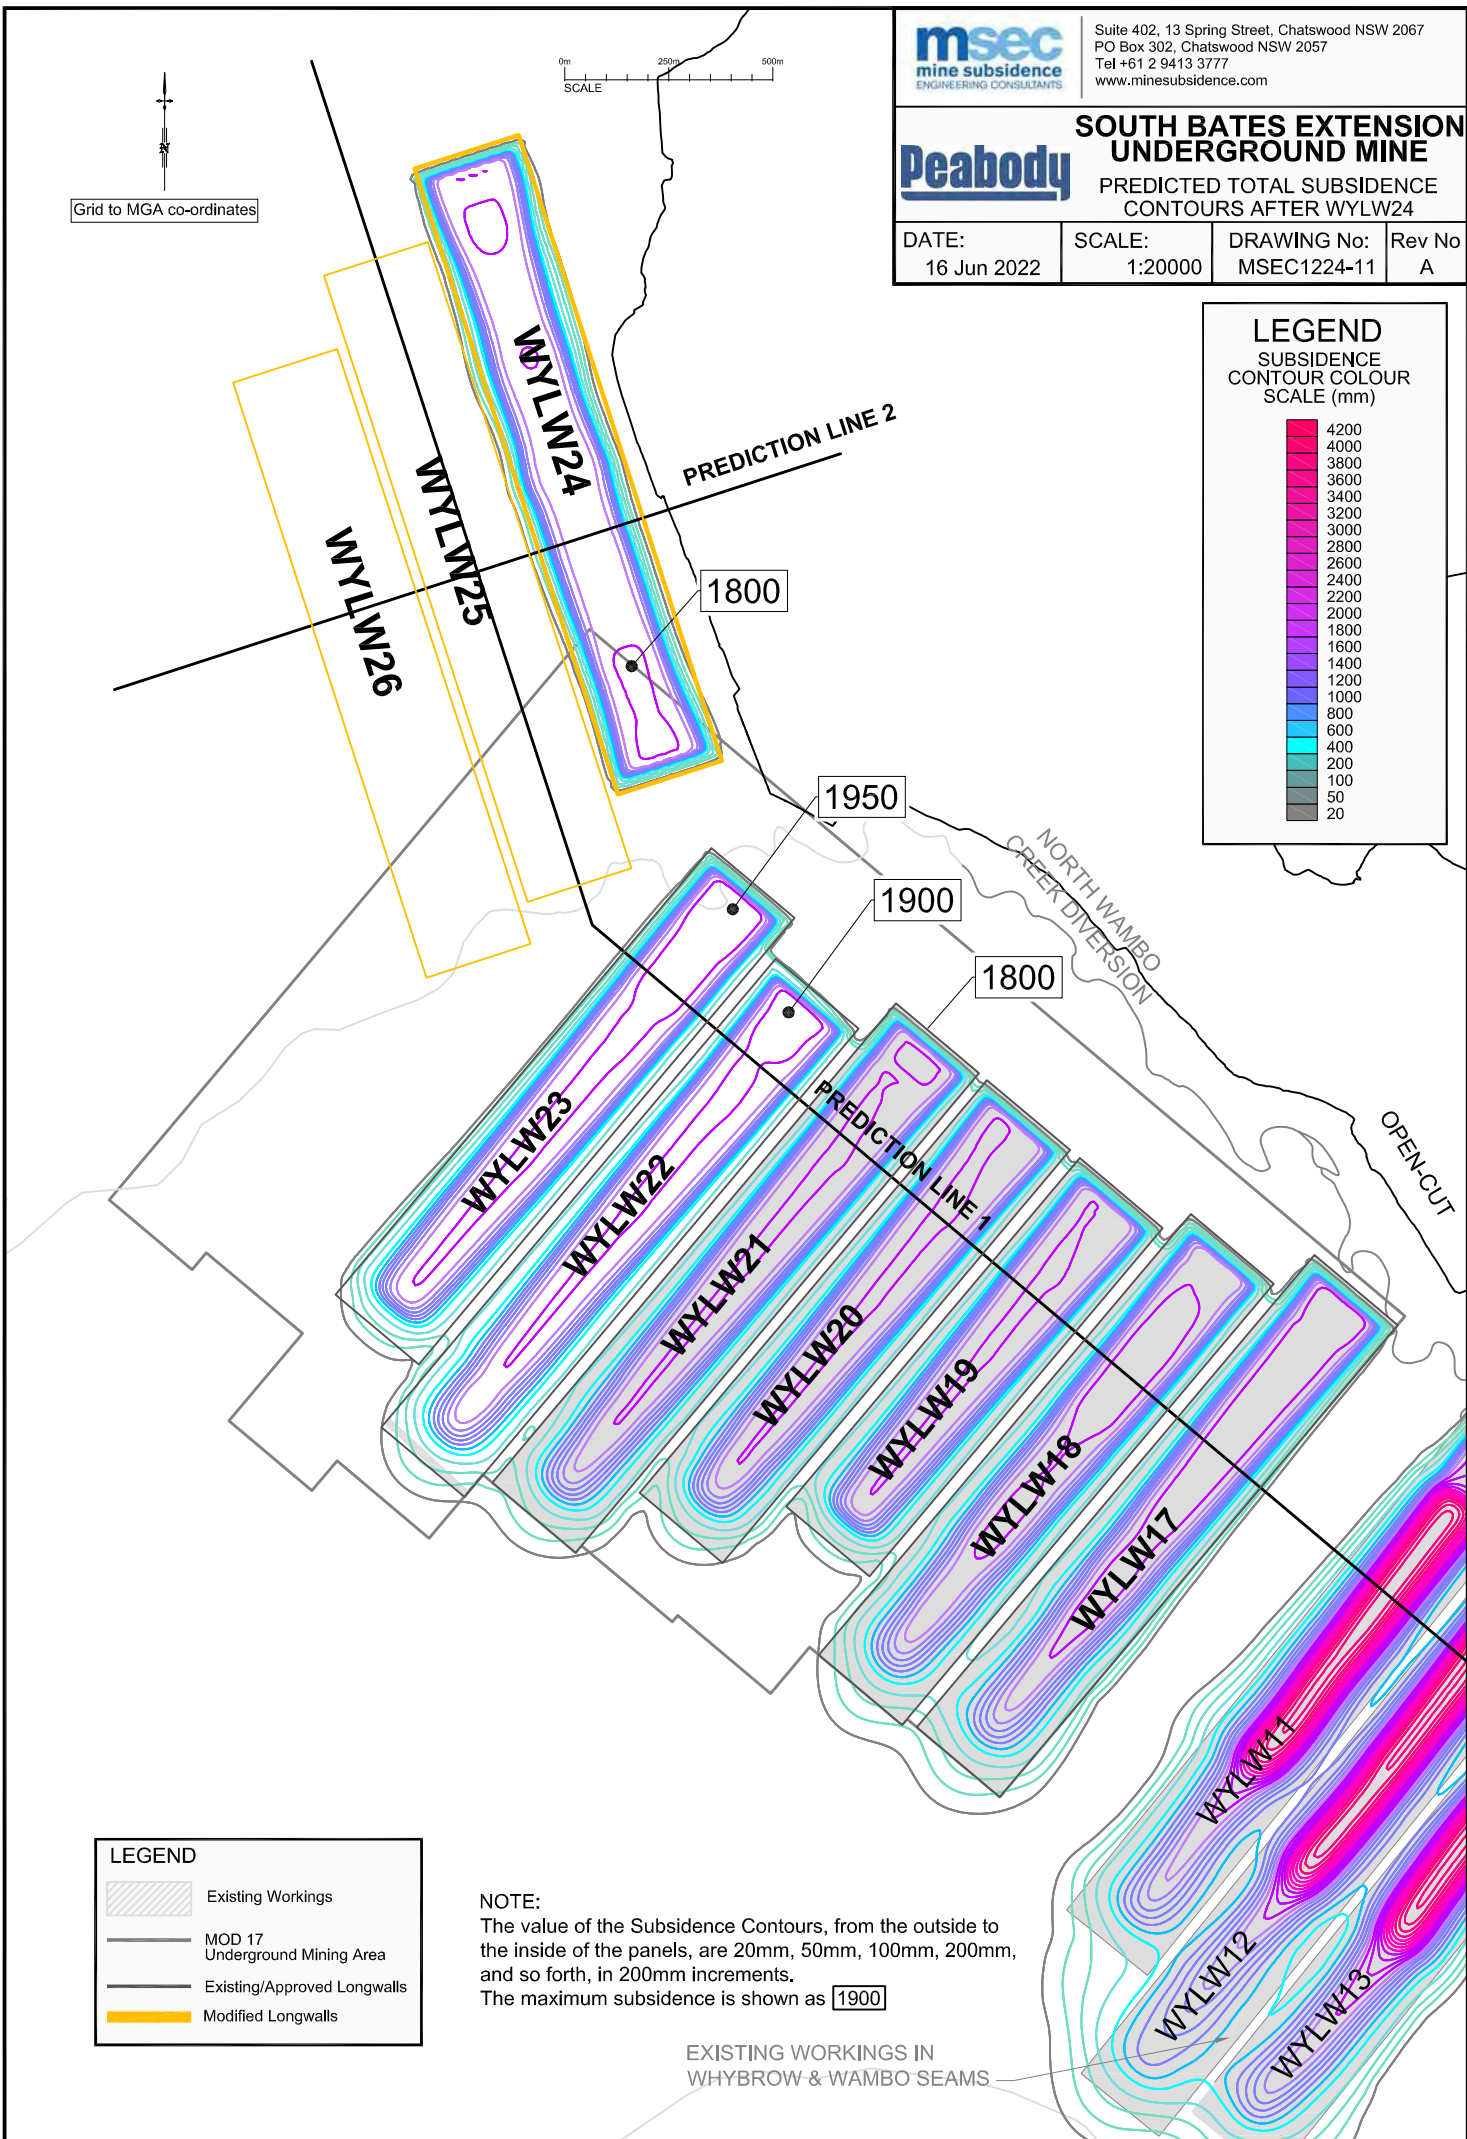 msec
mine subsidence
ENGINEERING CONSULTANTS
Suite 402, 13 Spring Street, Chatswood NSW 2067
PO Box 302, Chatswood NSW 2057
Tel +61 2 9413 3777
www.minesubsidence.com
Peabody
SOUTH BATES EXTENSION
UNDERGROUND MINE
PREDICTED TOTAL SUBSIDENCE
CONTOURS AFTER WYLW24
DATE:
16 Jun 2022
SCALE:
1:20000
DRAWING No:
MSEC1224-11
Rev No
A
0m
250m
500m
SCALE
N
Grid to MGA co-ordinates
LEGEND
SUBSIDENCE
CONTOUR COLOUR
SCALE (mm)
4200
4000
3800
3600
3400
3200
3000
2800
2600
2400
2200
2000
1800
1600
1400
1200
1000
800
600
400
200
100
50
20
WYLW24
PREDICTION LINE 2
WYLW25
WYLW26
1800
1950
1900
1800
NORTH WAMBO
CREEK DIVERSION
OPEN-CUT
PREDICTION LINE 1
WYLW23
WYLW22
WYLW21
WYLW20
WYLW19
WYLW18
WYLW17
WYLW11
WYLW12
WYLW13
LEGEND
Existing Workings
MOD 17
Underground Mining Area
Existing/Approved Longwalls
Modified Longwalls
NOTE:
The value of the Subsidence Contours, from the outside to
the inside of the panels, are 20mm, 50mm, 100mm, 200mm,
and so forth, in 200mm increments.
The maximum subsidence is shown as 1900
EXISTING WORKINGS IN
WHYBROW & WAMBO SEAMS